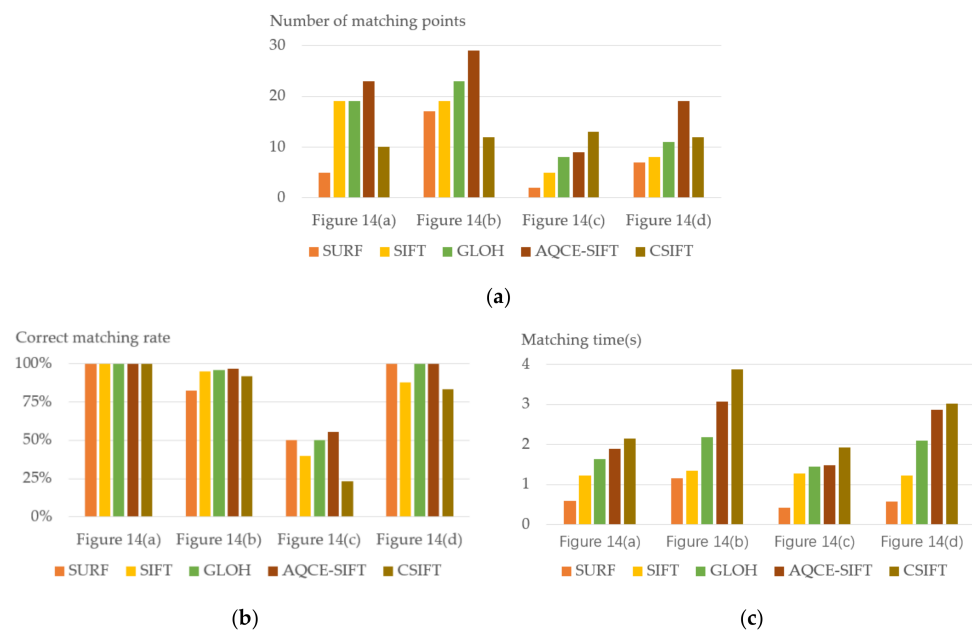 Number of matching points
30
20
10
0
Figure 14(a) Figure 14(b) Figure 14(c) Figure 14(d)
SURF SIFT GLOH AQCE-SIFT CSIFT
(a)
Correct matching rate
100%
75%
50%
25%
0%
Figure 14(a) Figure 14(b) Figure 14(c) Figure 14(d)
SURF SIFT GLOH AQCE-SIFT CSIFT
(b)
Matching time(s)
4
3
2
1
0
Figure 14(a) Figure 14(b) Figure 14(c) Figure 14(d)
SURF SIFT GLOH AQCE-SIFT CSIFT
(c)